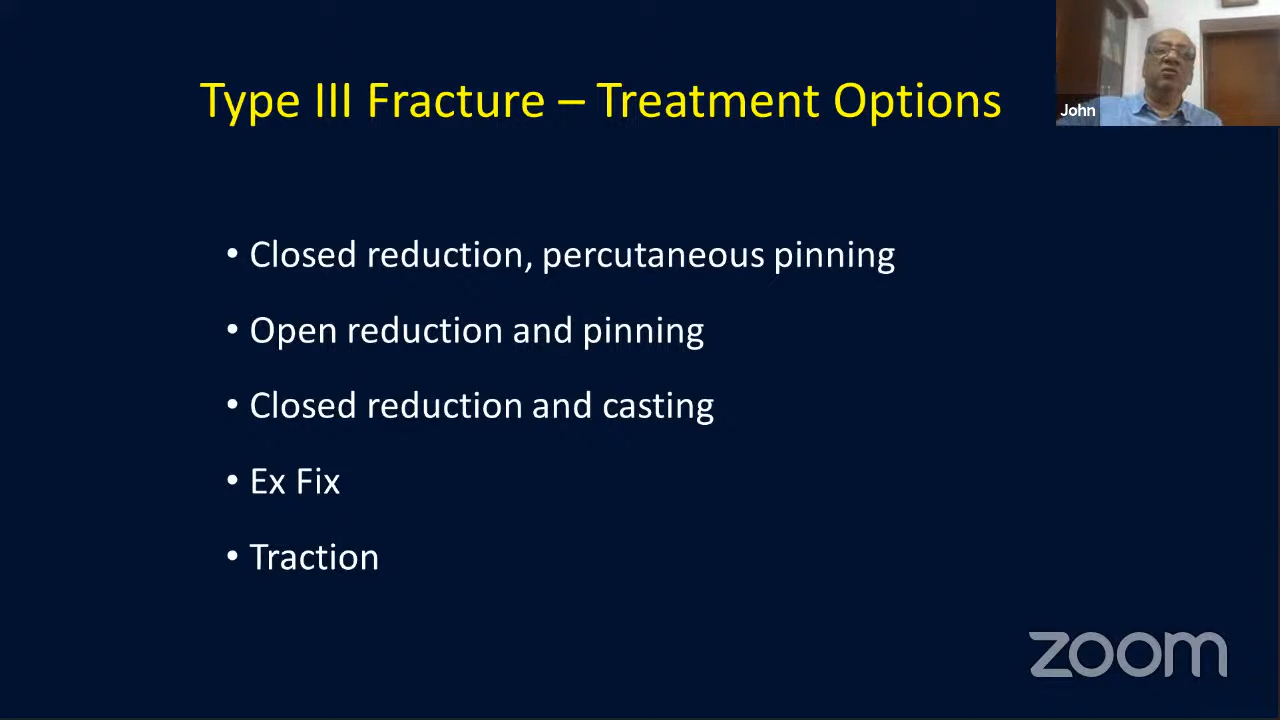 Type III Fracture – Treatment Options
John
• Closed reduction, percutaneous pinning
• Open reduction and pinning
• Closed reduction and casting
• Ex Fix
• Traction
zoom